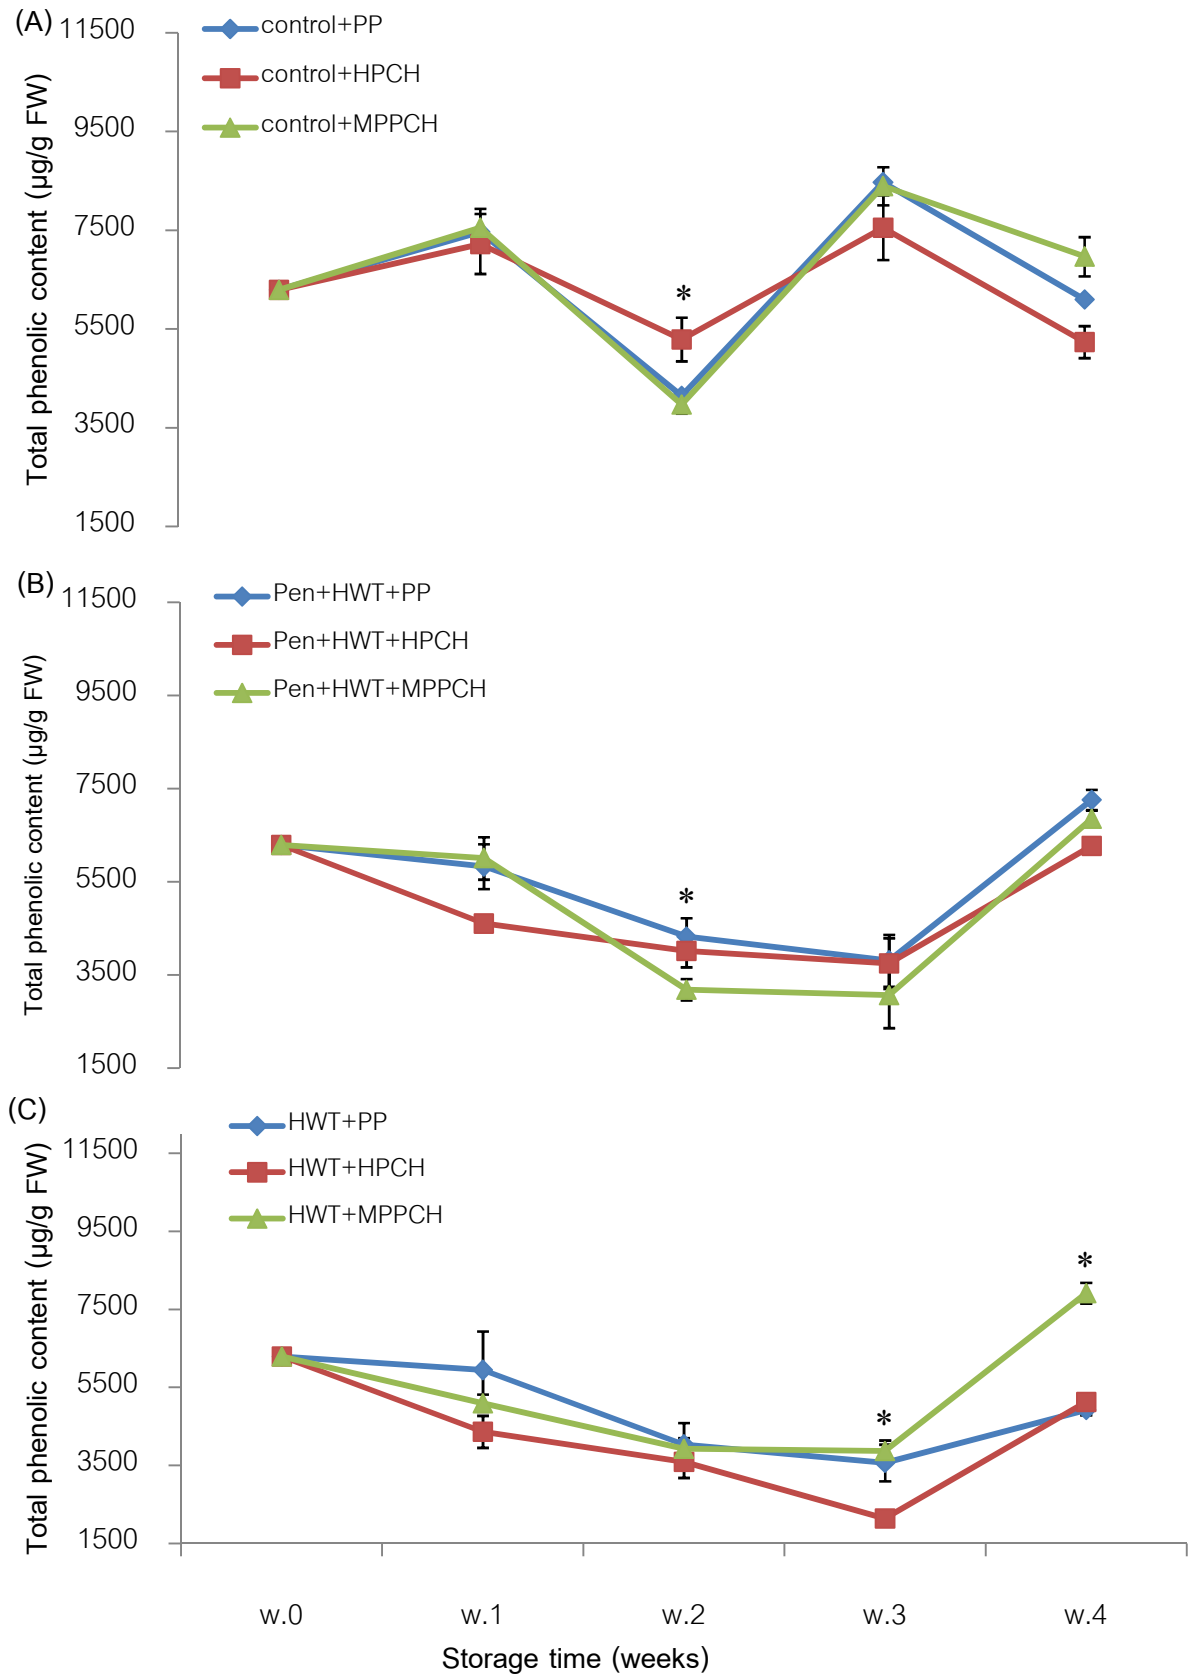 (A)
11500
9500
7500
5500
3500
1500
Total phenolic content (µg/g FW)
control+PP
control+HPCH
control+MPPCH
*
(B)
11500
9500
7500
5500
3500
1500
Total phenolic content (µg/g FW)
Pen+HWT+PP
Pen+HWT+HPCH
Pen+HWT+MPPCH
*
(C)
11500
9500
7500
5500
3500
1500
Total phenolic content (µg/g FW)
HWT+PP
HWT+HPCH
HWT+MPPCH
*
*
w.0 w.1 w.2 w.3 w.4
Storage time (weeks)